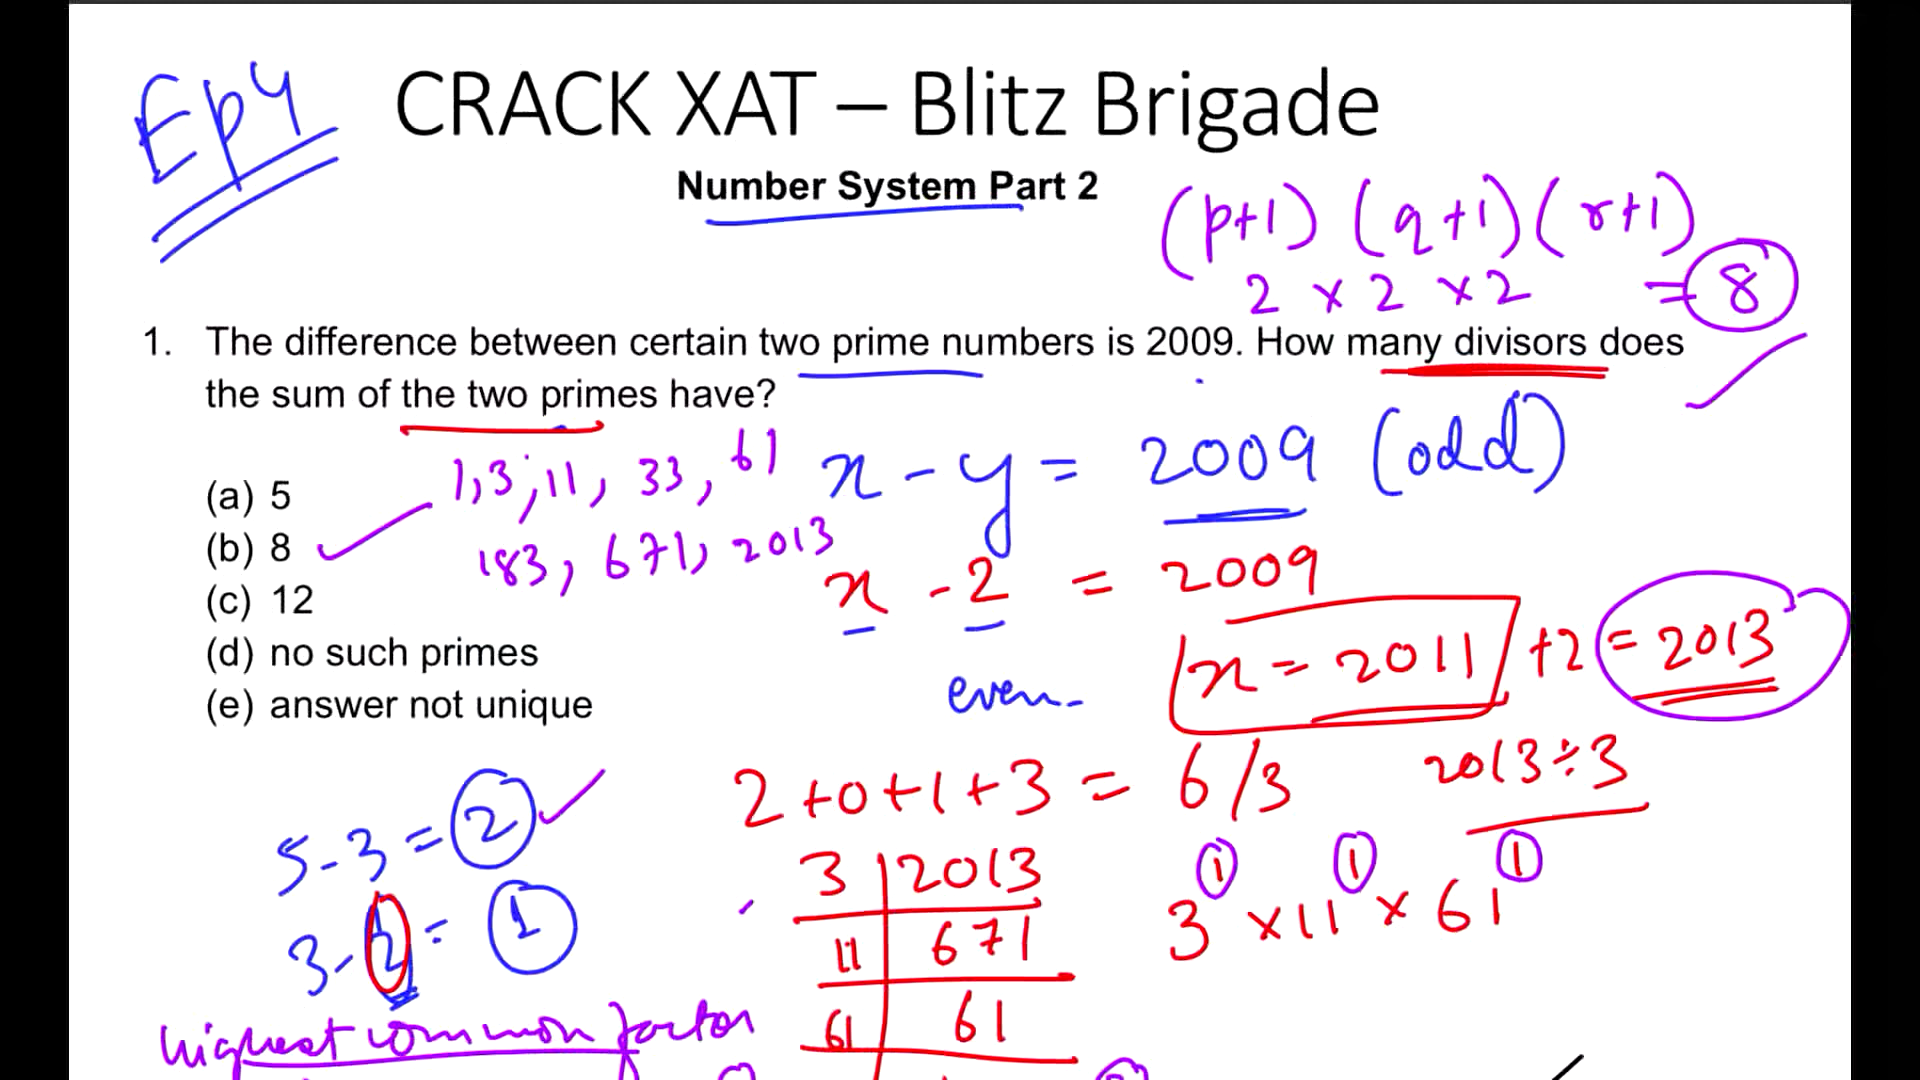 Ep4
CRACK XAT – Blitz Brigade
Number System Part 2
(p+1) (q+1) (r+1)
2 x 2 x 2 = 8
1. The difference between certain two prime numbers is 2009. How many divisors does
the sum of the two primes have?
1, 3, 11, 33, 61
183, 671, 2013
(a) 5
(b) 8
(c) 12
(d) no such primes
(e) answer not unique
x - y = 2009 (odd)
x - 2 = 2009
x = 2011 +2 = 2013
even
2+0+1+3 = 6/3
2013÷3
5-3 = 2
3-2 = 1
3 | 2013
11 | 671
61 | 61
3¹ x 11¹ x 61¹
highest common factor